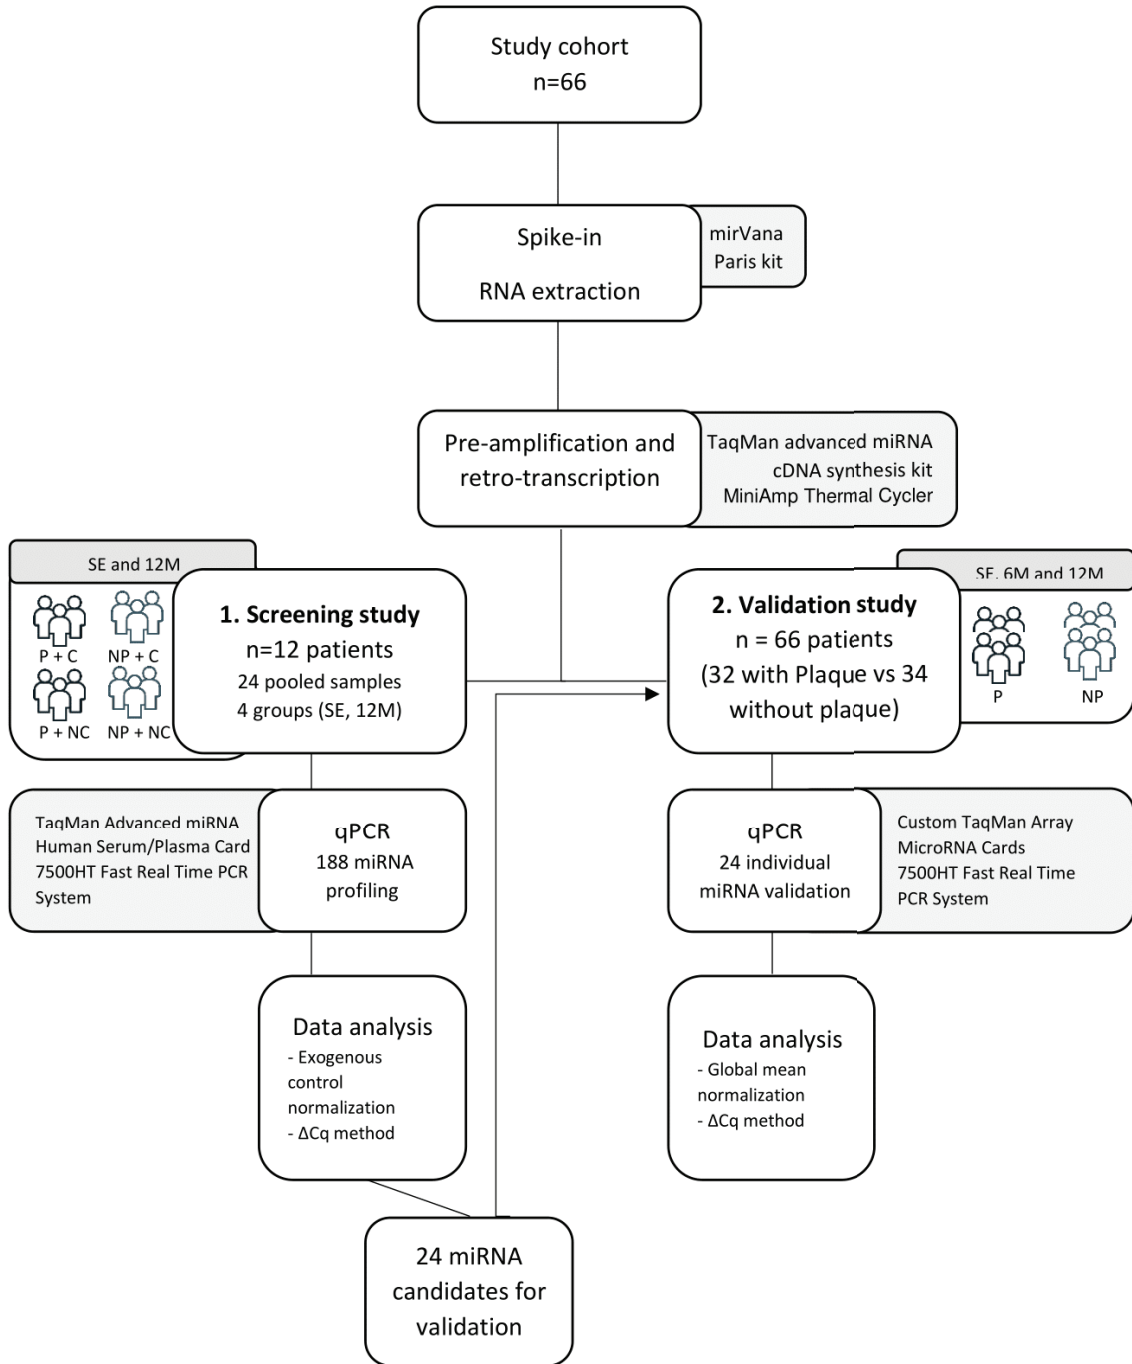 Study cohort
n=66
Spike-in
RNA extraction
mirVana
Paris kit
Pre-amplification and
retro-transcription
TaqMan advanced miRNA
cDNA synthesis kit
MiniAmp Thermal Cycler
SE and 12M
P + C
NP + C
P + NC
NP + NC
1. Screening study
n=12 patients
24 pooled samples
4 groups (SE, 12M)
2. Validation study
n = 66 patients
(32 with Plaque vs 34
without plaque)
SE, 6M and 12M
P
NP
TaqMan Advanced miRNA
Human Serum/Plasma Card
7500HT Fast Real Time PCR
System
qPCR
188 miRNA
profiling
qPCR
24 individual
miRNA validation
Custom TaqMan Array
MicroRNA Cards
7500HT Fast Real Time
PCR System
Data analysis
- Exogenous
control
normalization
- ΔCq method
Data analysis
- Global mean
normalization
- ΔCq method
24 miRNA
candidates for
validation